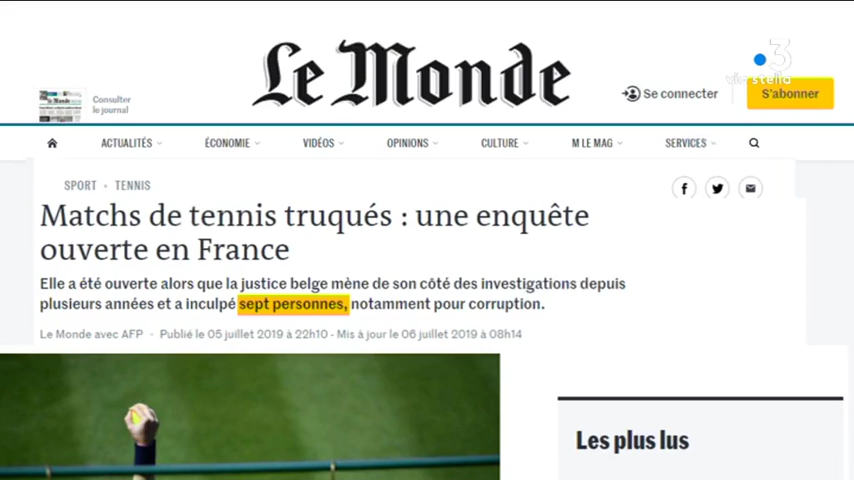 Le Monde
3
via stella
Consulter
le journal
Se connecter
S'abonner
ACTUALITÉS
ÉCONOMIE
VIDÉOS
OPINIONS
CULTURE
M LE MAG
SERVICES
SPORT • TENNIS
Matchs de tennis truqués : une enquête
ouverte en France
Elle a été ouverte alors que la justice belge mène de son côté des investigations depuis
plusieurs années et a inculpé sept personnes, notamment pour corruption.
Le Monde avec AFP • Publié le 05 juillet 2019 à 22h10 - Mis à jour le 06 juillet 2019 à 08h14
Les plus lus